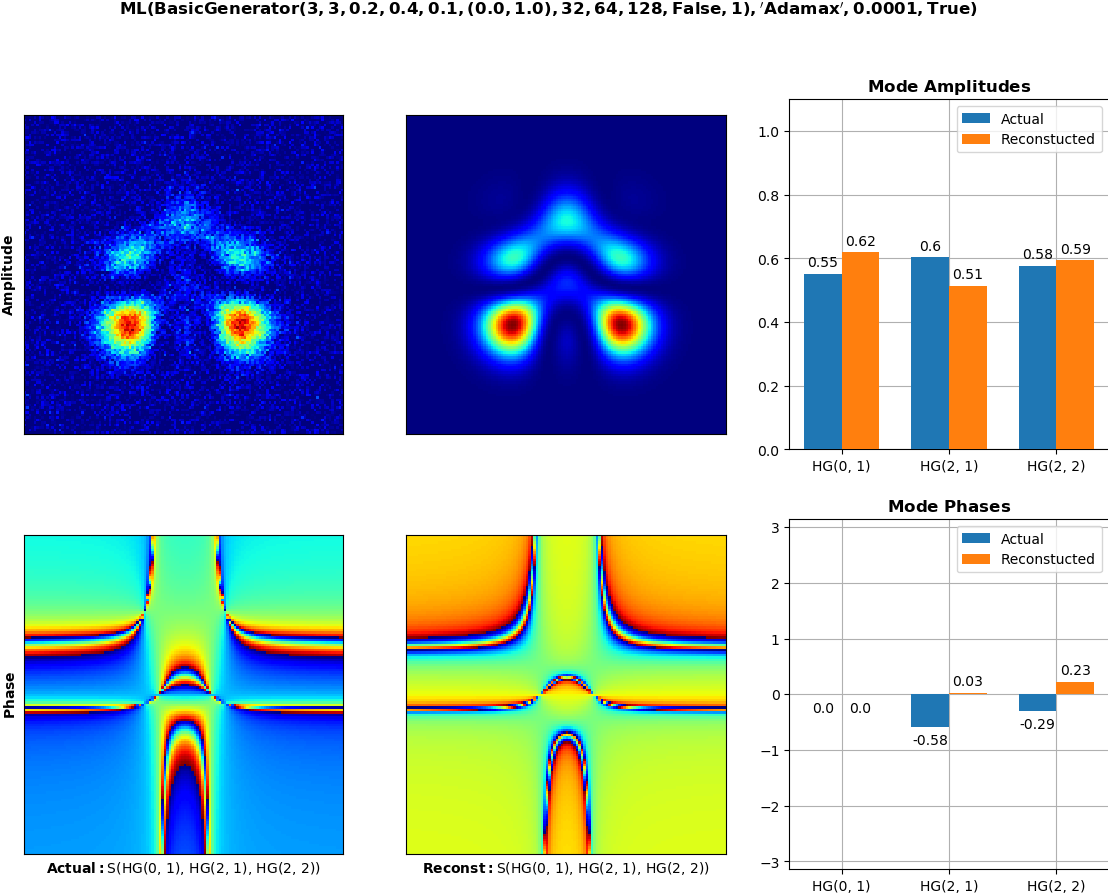 ML(BasicGenerator(3, 3, 0.2, 0.4, 0.1, (0.0, 1.0), 32, 64, 128, False, 1), ′Adamax′, 0.0001, True)
Amplitude
Mode Amplitudes
Actual
Reconstucted
1.0
0.8
0.6
0.4
0.2
0.0
0.55
0.62
0.6
0.51
0.58
0.59
HG(0, 1)
HG(2, 1)
HG(2, 2)
Phase
Actual: S(HG(0, 1), HG(2, 1), HG(2, 2))
Reconst: S(HG(0, 1), HG(2, 1), HG(2, 2))
Mode Phases
Actual
Reconstucted
3
2
1
0
−1
−2
−3
0.0
0.0
-0.58
0.03
-0.29
0.23
HG(0, 1)
HG(2, 1)
HG(2, 2)